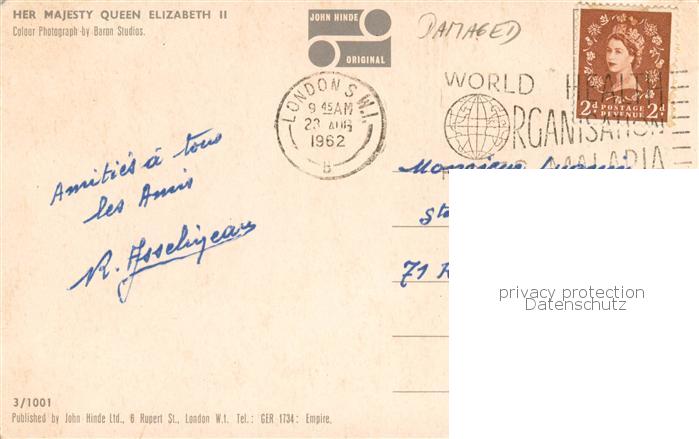 HER MAJESTY QUEEN ELIZABETH II
Colour Photograph by Baron Studios.
JOHN HINDE
ORIGINAL
DAMAGED
LONDON S.W.1.
9 45 AM
23 AUG
1962
B
WORLD HEALTH
ORGANISATION
MALARIA
2d POSTAGE 2d
REVENUE
Amitiés à tous
les Amis
Monsieur
71
privacy protection
Datenschutz
3/1001
Published by John Hinde Ltd., 6 Rupert St., London W.1. Tel: GER 1734: Empire.